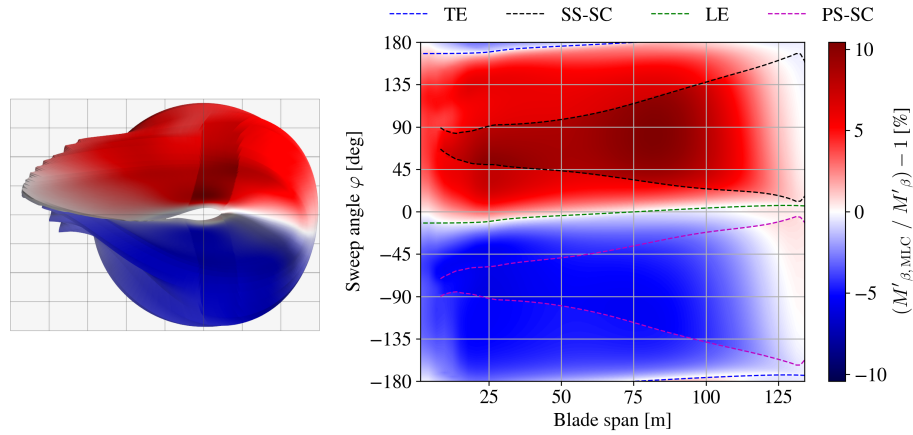 TE SS-SC LE PS-SC
180
135
90
45
0
−45
−90
−135
−180
Sweep angle φ [deg]
25 50 75 100 125
Blade span [m]
10
5
0
−5
−10
(M′β,MLC / M′β) − 1 [%]